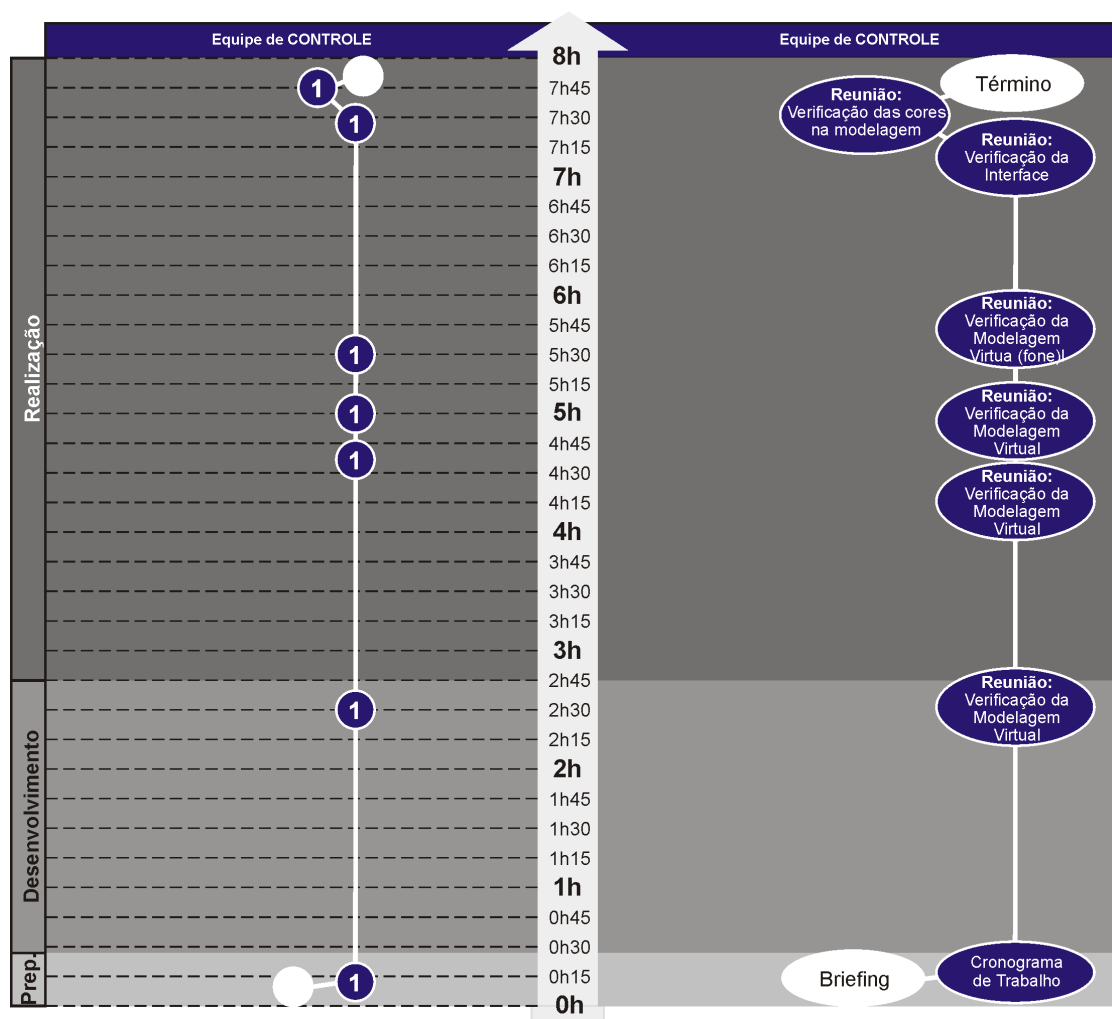 Equipe de CONTROLE
Equipe de CONTROLE
8h
7h45
7h30
7h15
7h
6h45
6h30
6h15
6h
5h45
5h30
5h15
5h
4h45
4h30
4h15
4h
3h45
3h30
3h15
3h
2h45
2h30
2h15
2h
1h45
1h30
1h15
1h
0h45
0h30
0h15
0h
Realização
Desenvolvimento
Prep.
1
1
1
1
1
1
1
Término
Reunião:
Verificação das cores
na modelagem
Reunião:
Verificação da
Interface
Reunião:
Verificação da
Modelagem
Virtua (fone)l
Reunião:
Verificação da
Modelagem
Virtual
Reunião:
Verificação da
Modelagem
Virtual
Reunião:
Verificação da
Modelagem
Virtual
Cronograma
de Trabalho
Briefing